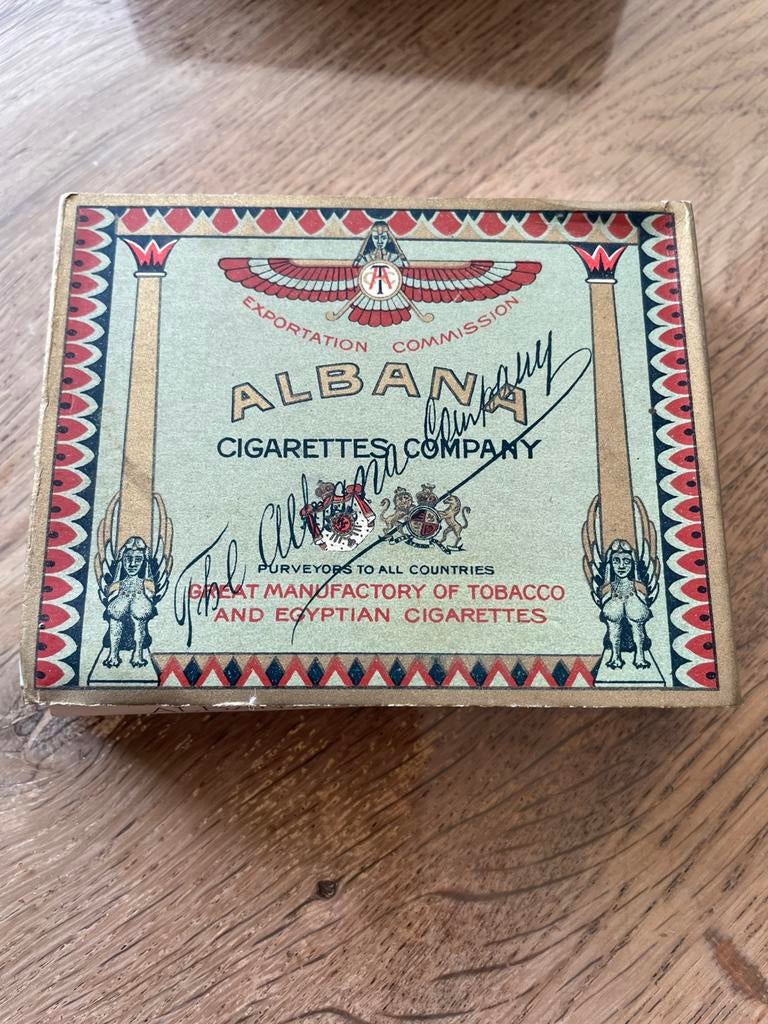 EXPORTATION COMMISSION
ALBANA
CIGARETTES COMPANY
The Albana Company
PURVEYORS TO ALL COUNTRIES
GREAT MANUFACTORY OF TOBACCO
AND EGYPTIAN CIGARETTES